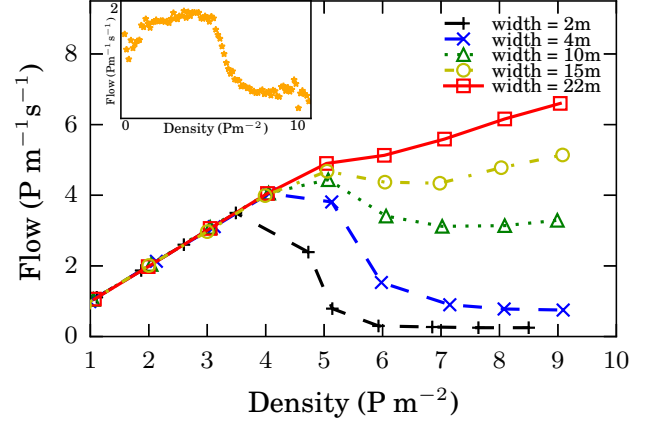 2
Flow (Pm⁻¹s⁻¹)
0
10
Density (Pm⁻²)
width = 2m
width = 4m
width = 10m
width = 15m
width = 22m
8
6
4
2
0
Flow (P m⁻¹s⁻¹)
1 2 3 4 5 6 7 8 9 10
Density (P m⁻²)